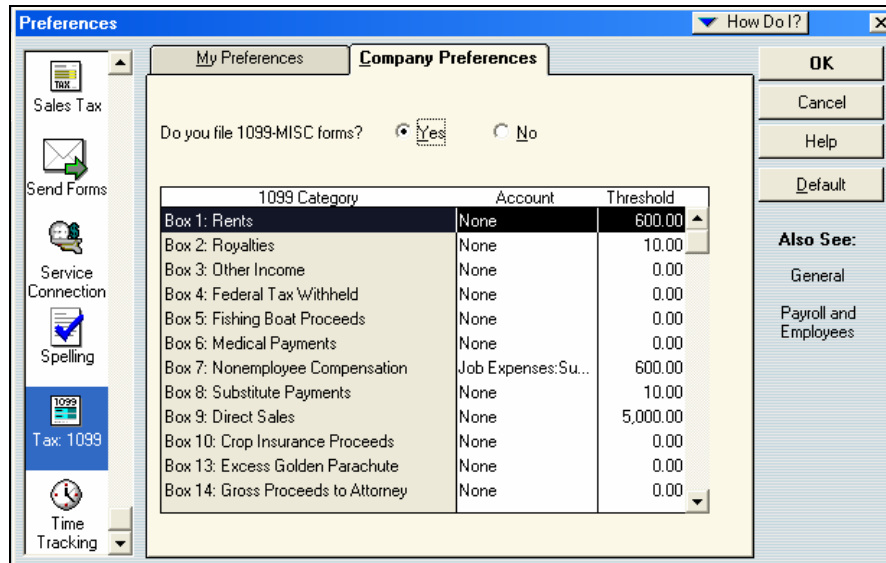 Preferences
How Do I?
TAX
Sales Tax
Send Forms
Service
Connection
Spelling
1099
Tax: 1099
Time
Tracking
My Preferences
Company Preferences
Do you file 1099-MISC forms? Yes No
1099 Category Account Threshold
Box 1: Rents None 600.00
Box 2: Royalties None 10.00
Box 3: Other Income None 0.00
Box 4: Federal Tax Withheld None 0.00
Box 5: Fishing Boat Proceeds None 0.00
Box 6: Medical Payments None 0.00
Box 7: Nonemployee Compensation Job Expenses:Su... 600.00
Box 8: Substitute Payments None 10.00
Box 9: Direct Sales None 5,000.00
Box 10: Crop Insurance Proceeds None 0.00
Box 13: Excess Golden Parachute None 0.00
Box 14: Gross Proceeds to Attorney None 0.00
OK
Cancel
Help
Default
Also See:
General
Payroll and
Employees